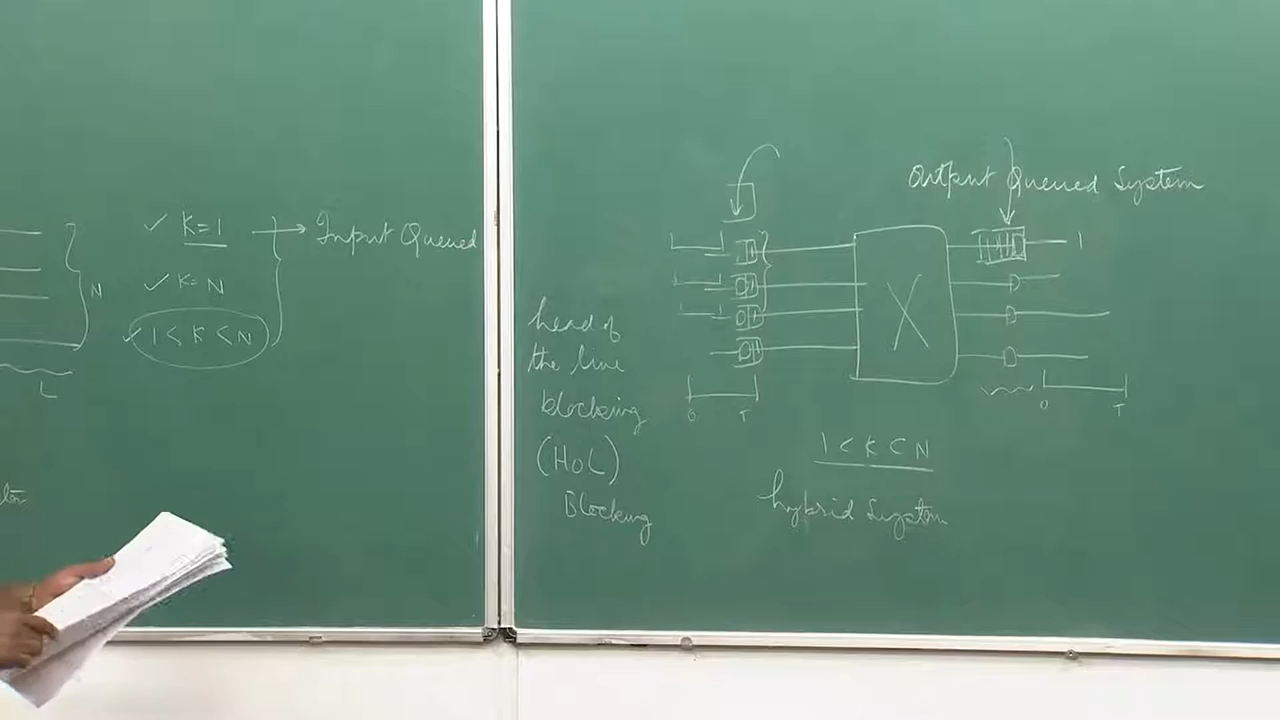 ✓ K=1 → Input Queued
✓ K=N
✓ 1 < K < N
N
L
Output Queued System
1
X
0 T
0 T
head of
the line
blocking
(HOL)
Blocking
1 < K < N
hybrid System